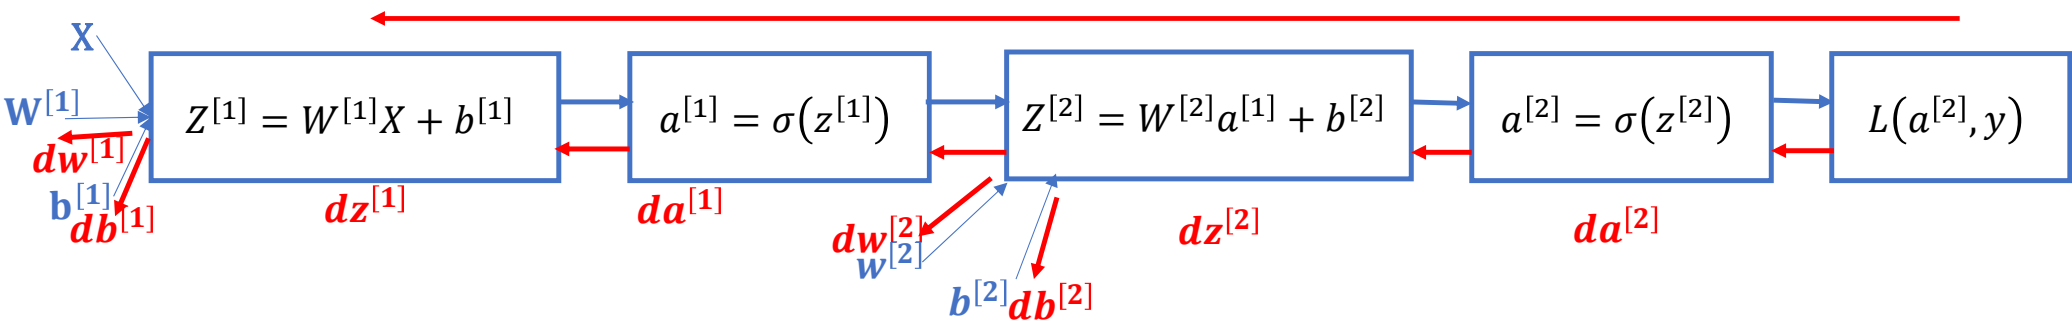 X
W^[1]
dw^[1]
b^[1]
db^[1]
Z^[1] = W^[1]X + b^[1]
dz^[1]
a^[1] = σ(z^[1])
da^[1]
Z^[2] = W^[2]a^[1] + b^[2]
dw^[2]
w^[2]
b^[2]
db^[2]
dz^[2]
a^[2] = σ(z^[2])
da^[2]
L(a^[2], y)